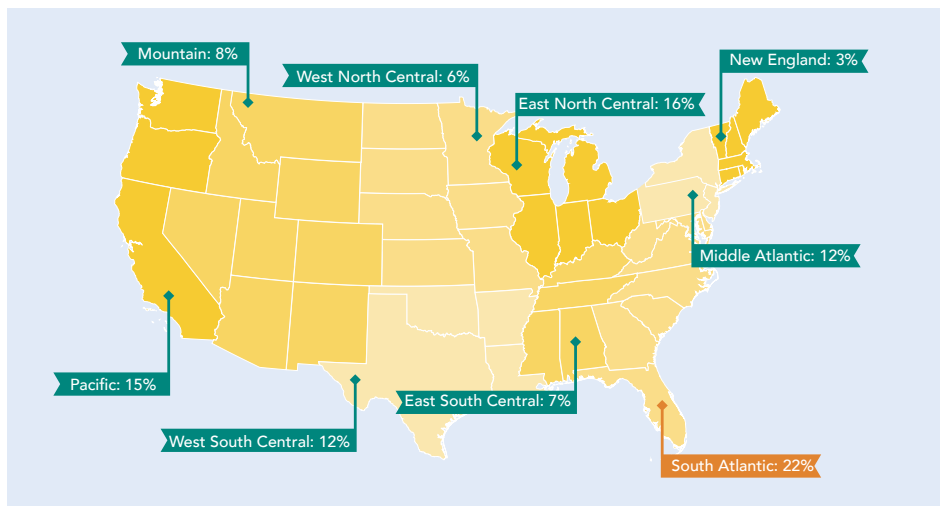 Mountain: 8%
New England: 3%
West North Central: 6%
East North Central: 16%
Middle Atlantic: 12%
Pacific: 15%
East South Central: 7%
West South Central: 12%
South Atlantic: 22%